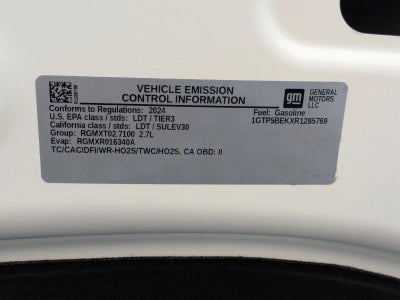 VEHICLE EMISSION
CONTROL INFORMATION
Conforms to Regulations: 2024
U.S. EPA class / stds: LDT / TIER3
California class / stds: LDT / SULEV30
Group: RGMXT02.7100 2.7L
Evap: RGMXR016340A
TC/CAC/DFI/WR-HO2S/TWC/HO2S, CA OBD: II
gm GENERAL
MOTORS
LLC
Fuel: Gasoline
1GTP5BEKXR1285769